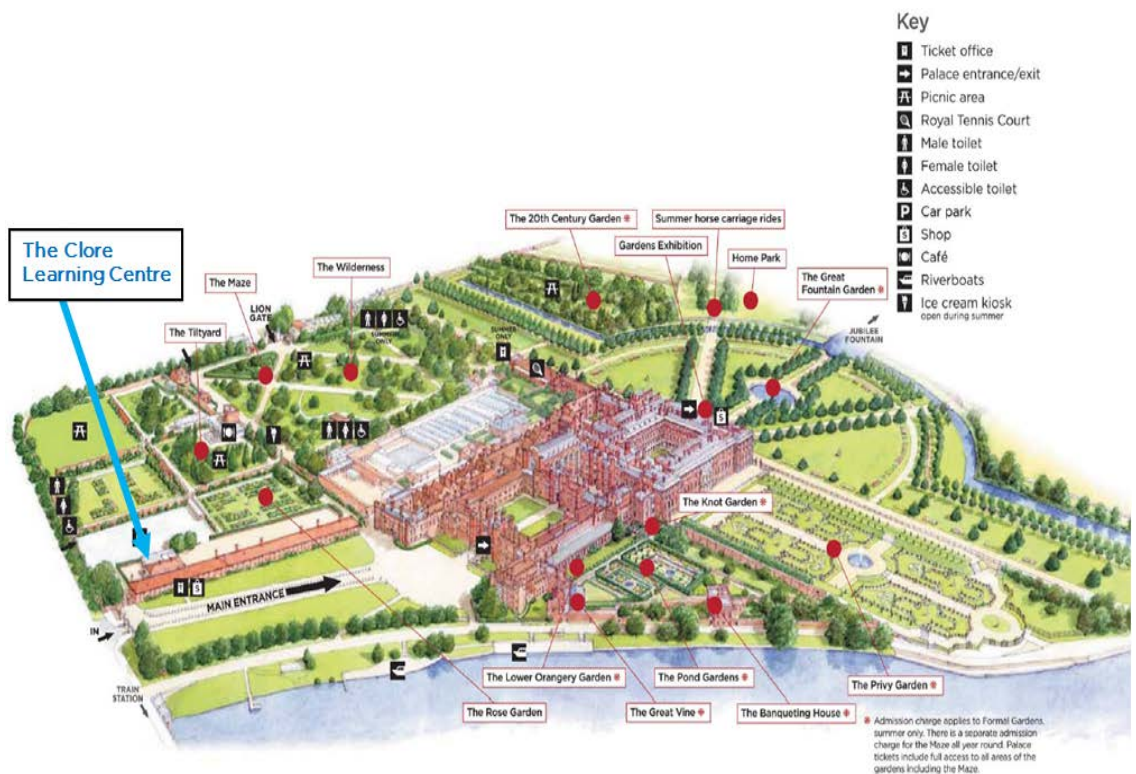 Key
Ticket office
Palace entrance/exit
Picnic area
Royal Tennis Court
Male toilet
Female toilet
Accessible toilet
P
Car park
S
Shop
Café
Riverboats
Ice cream kiosk
open during summer
The Clore
Learning Centre
The 20th Century Garden ❋
Summer horse carriage rides
Gardens Exhibition
Home Park
The Great
Fountain Garden ❋
The Wilderness
The Maze
LION
GATE
The Tiltyard
SUMMER
ONLY
SUMMER
ONLY
JUBILEE
FOUNTAIN
S
The Knot Garden ❋
S
MAIN ENTRANCE
IN
TRAIN
STATION
The Lower Orangery Garden ❋
The Pond Gardens ❋
The Privy Garden ❋
The Rose Garden
The Great Vine ❋
The Banqueting House ❋
❋ Admission charge applies to Formal Gardens,
summer only. There is a separate admission
charge for the Maze all year round. Palace
tickets include full access to all areas of the
gardens including the Maze.